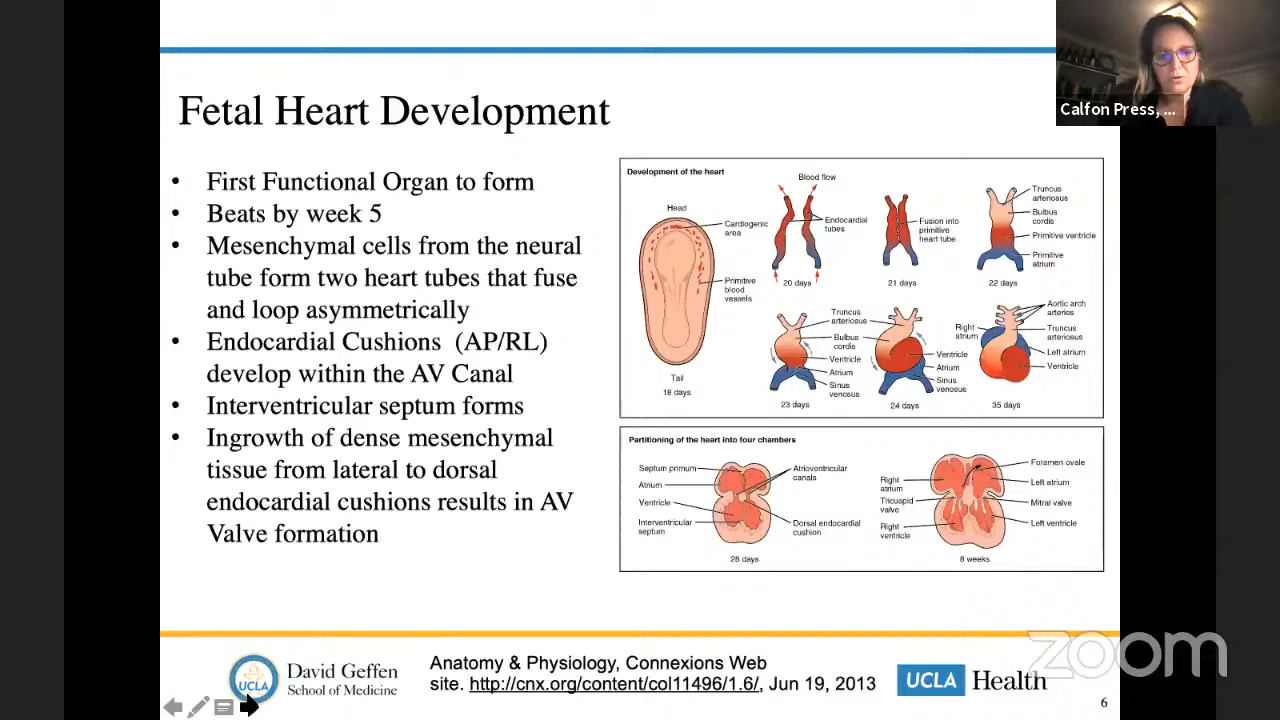 Calfon Press, ...
Fetal Heart Development
• First Functional Organ to form
• Beats by week 5
• Mesenchymal cells from the neural
tube form two heart tubes that fuse
and loop asymmetrically
• Endocardial Cushions (AP/RL)
develop within the AV Canal
• Interventricular septum forms
• Ingrowth of dense mesenchymal
tissue from lateral to dorsal
endocardial cushions results in AV
Valve formation
Development of the heart
Head
Cardiogenic
area
Primitive
blood
vessels
Tail
18 days
Blood flow
Endocardial
tubes
20 days
Fusion into
primitive
heart tube
21 days
Truncus
arteriosus
Bulbus
cordis
Primitive ventricle
Primitive
atrium
22 days
Truncus
arteriosus
Bulbus
cordis
Ventricle
Atrium
Sinus
venosus
23 days
Ventricle
Atrium
Sinus
venosus
24 days
Right
atrium
Aortic arch
arteries
Truncus
arteriosus
Left atrium
Ventricle
35 days
Partitioning of the heart into four chambers
Septum primum
Atrium
Ventricle
Interventricular
septum
Atrioventricular
canals
Dorsal endocardial
cushion
28 days
Right
atrium
Tricuspid
valve
Right
ventricle
Foramen ovale
Left atrium
Mitral valve
Left ventricle
8 weeks
UCLA
David Geffen
School of Medicine
Anatomy & Physiology, Connexions Web
site. http://cnx.org/content/col11496/1.6/, Jun 19, 2013
UCLA Health
zoom
6